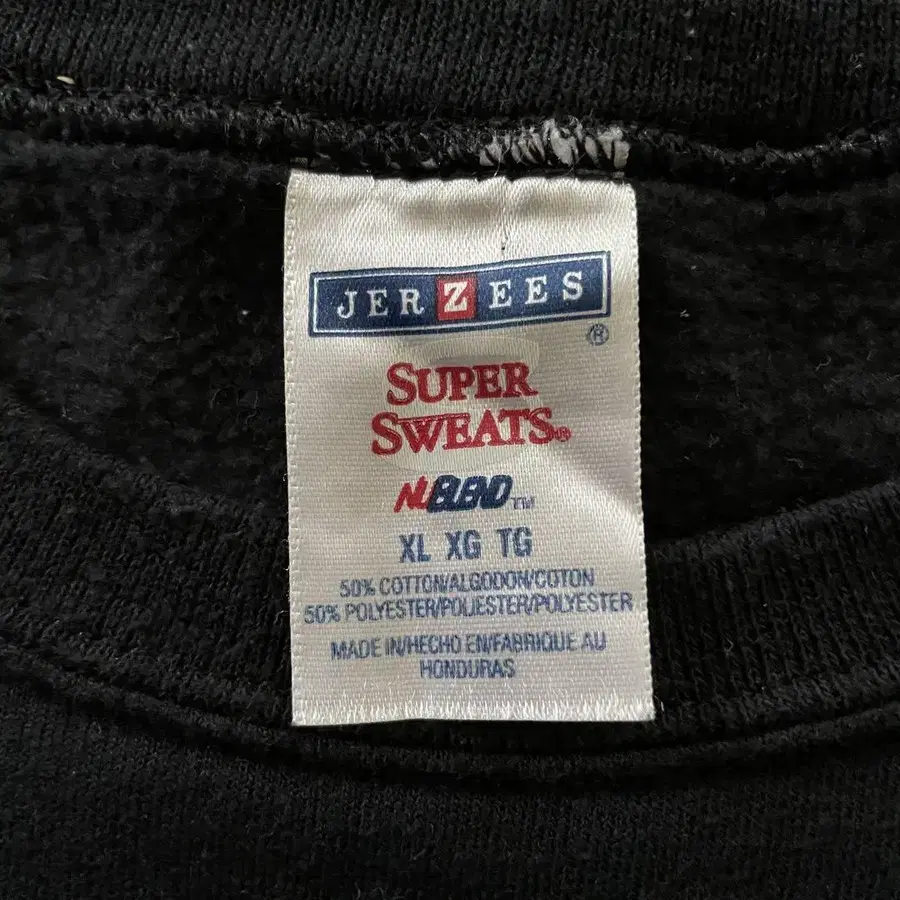 JERZEES
®
SUPER
SWEATS®
NUBLEND™
XL XG TG
50% COTTON/ALGODON/COTON
50% POLYESTER/POLIESTER/POLYESTER
MADE IN/HECHO EN/FABRIQUE AU
HONDURAS